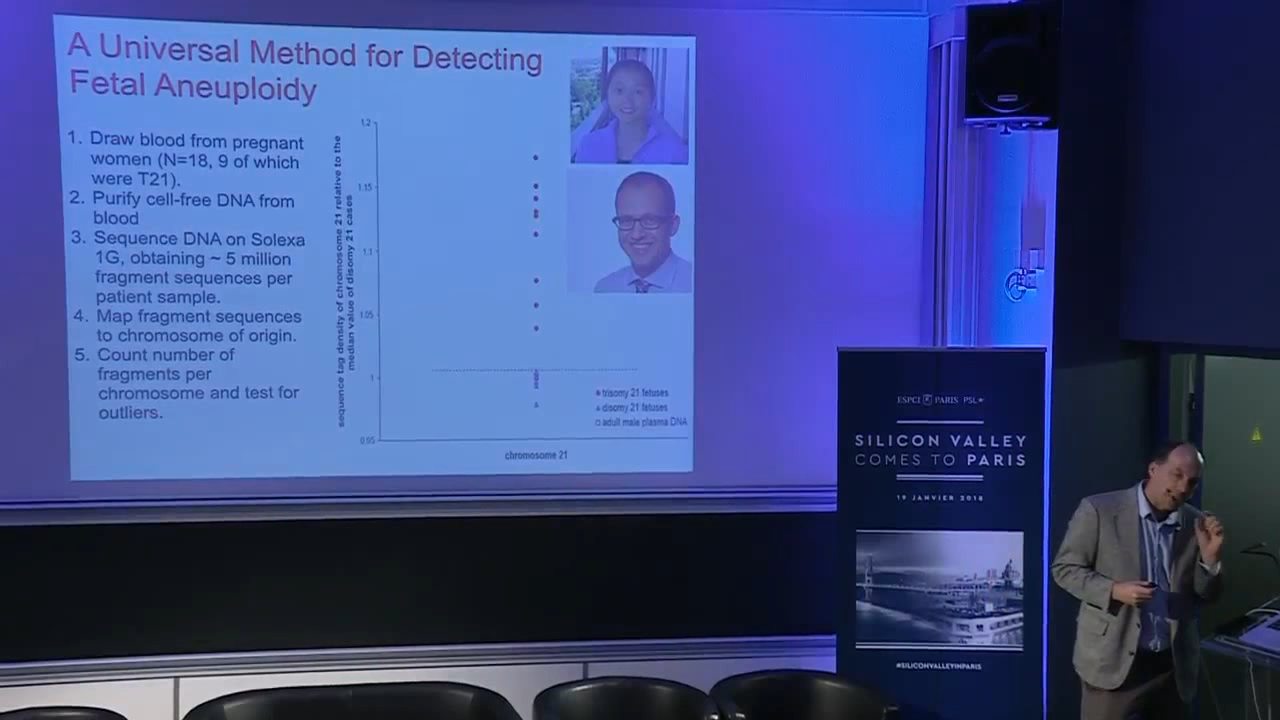 A Universal Method for Detecting
Fetal Aneuploidy
1. Draw blood from pregnant
women (N=18, 9 of which
were T21).
2. Purify cell-free DNA from
blood
3. Sequence DNA on Solexa
1G, obtaining ~ 5 million
fragment sequences per
patient sample.
4. Map fragment sequences
to chromosome of origin.
5. Count number of
fragments per
chromosome and test for
outliers.
sequence tag density of chromosome 21 relative to the
median value of disomy 21 cases
1.2
1.15
1.1
1.05
1
0.95
trisomy 21 fetuses
disomy 21 fetuses
adult male plasma DNA
chromosome 21
ESPCI PARIS PSL
SILICON VALLEY
COMES TO PARIS
19 JANVIER 2018
#SILICONVALLEYINPARIS